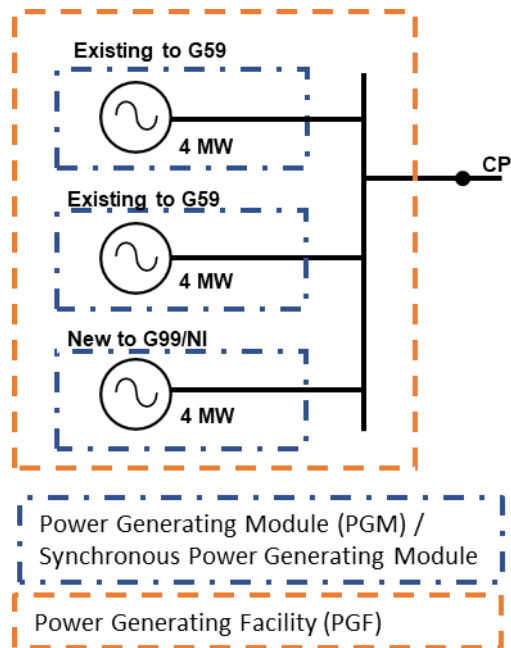 Existing to G59
4 MW
CP
Existing to G59
4 MW
New to G99/NI
4 MW
Power Generating Module (PGM) /
Synchronous Power Generating Module
Power Generating Facility (PGF)